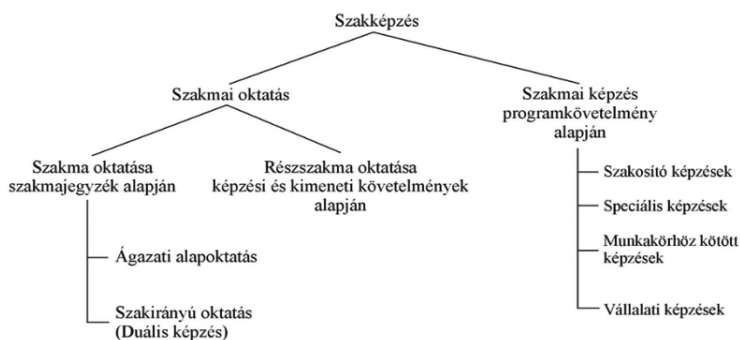 Szakképzés
Szakmai oktatás
Szakmai képzés
programkövetelmény
alapján
Szakma oktatása
szakmajegyzék alapján
Részszakma oktatása
képzési és kimeneti követelmények
alapján
Ágazati alapoktatás
Szakirányú oktatás
(Duális képzés)
Szakosító képzések
Speciális képzések
Munkakörhöz kötött
képzések
Vállalati képzések